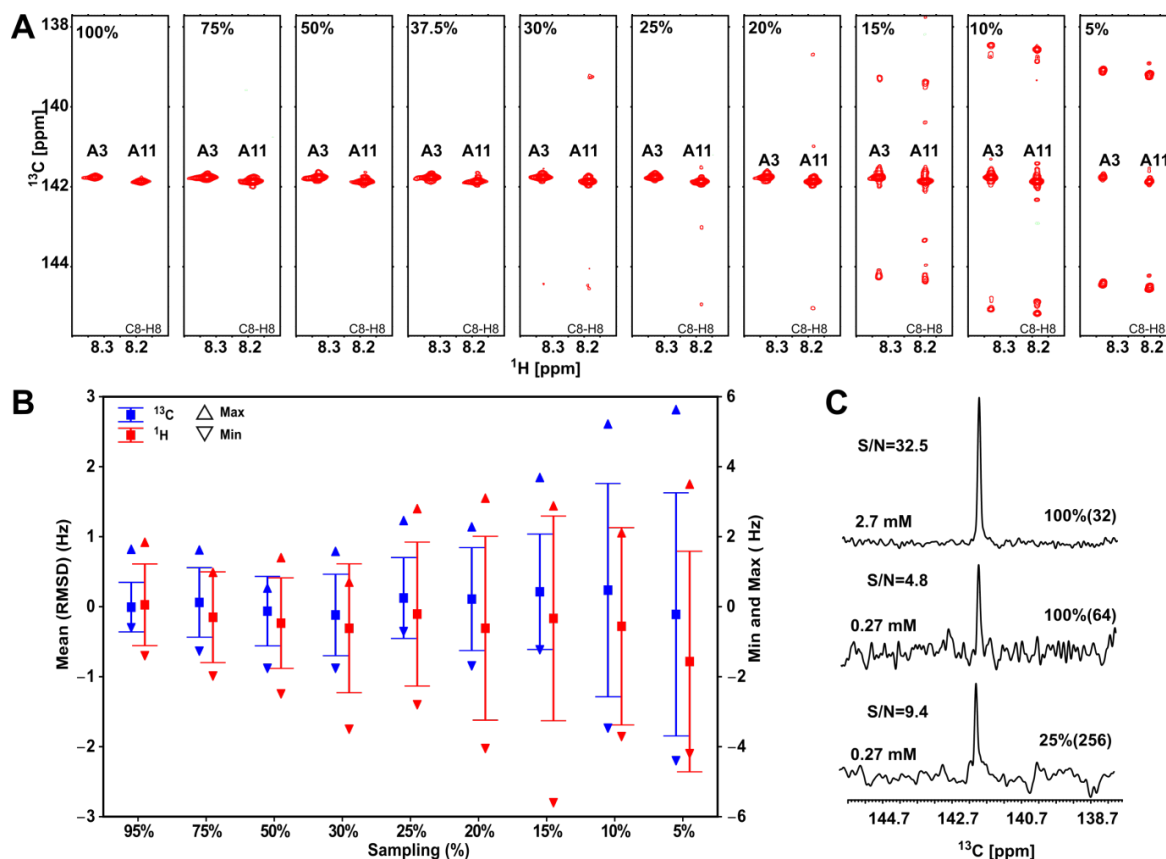 A
138
140
142
144
¹³C [ppm]
100%
75%
50%
37.5%
30%
25%
20%
15%
10%
5%
A3 A11
A3 A11
A3 A11
A3 A11
A3 A11
A3 A11
A3 A11
A3 A11
A3 A11
A3 A11
C8-H8
C8-H8
C8-H8
C8-H8
C8-H8
C8-H8
C8-H8
C8-H8
C8-H8
C8-H8
8.3 8.2
8.3 8.2
8.3 8.2
8.3 8.2
8.3 8.2
8.3 8.2
8.3 8.2
8.3 8.2
8.3 8.2
8.3 8.2
¹H [ppm]
B
¹³C
¹H
Max
Min
Mean (RMSD) (Hz)
3
2
1
0
−1
−2
−3
Min and Max ( Hz)
6
4
2
0
−2
−4
−6
95% 75% 50% 30% 25% 20% 15% 10% 5%
Sampling (%)
C
S/N=32.5
2.7 mM
100%(32)
S/N=4.8
0.27 mM
100%(64)
S/N=9.4
0.27 mM
25%(256)
144.7 142.7 140.7 138.7
¹³C [ppm]